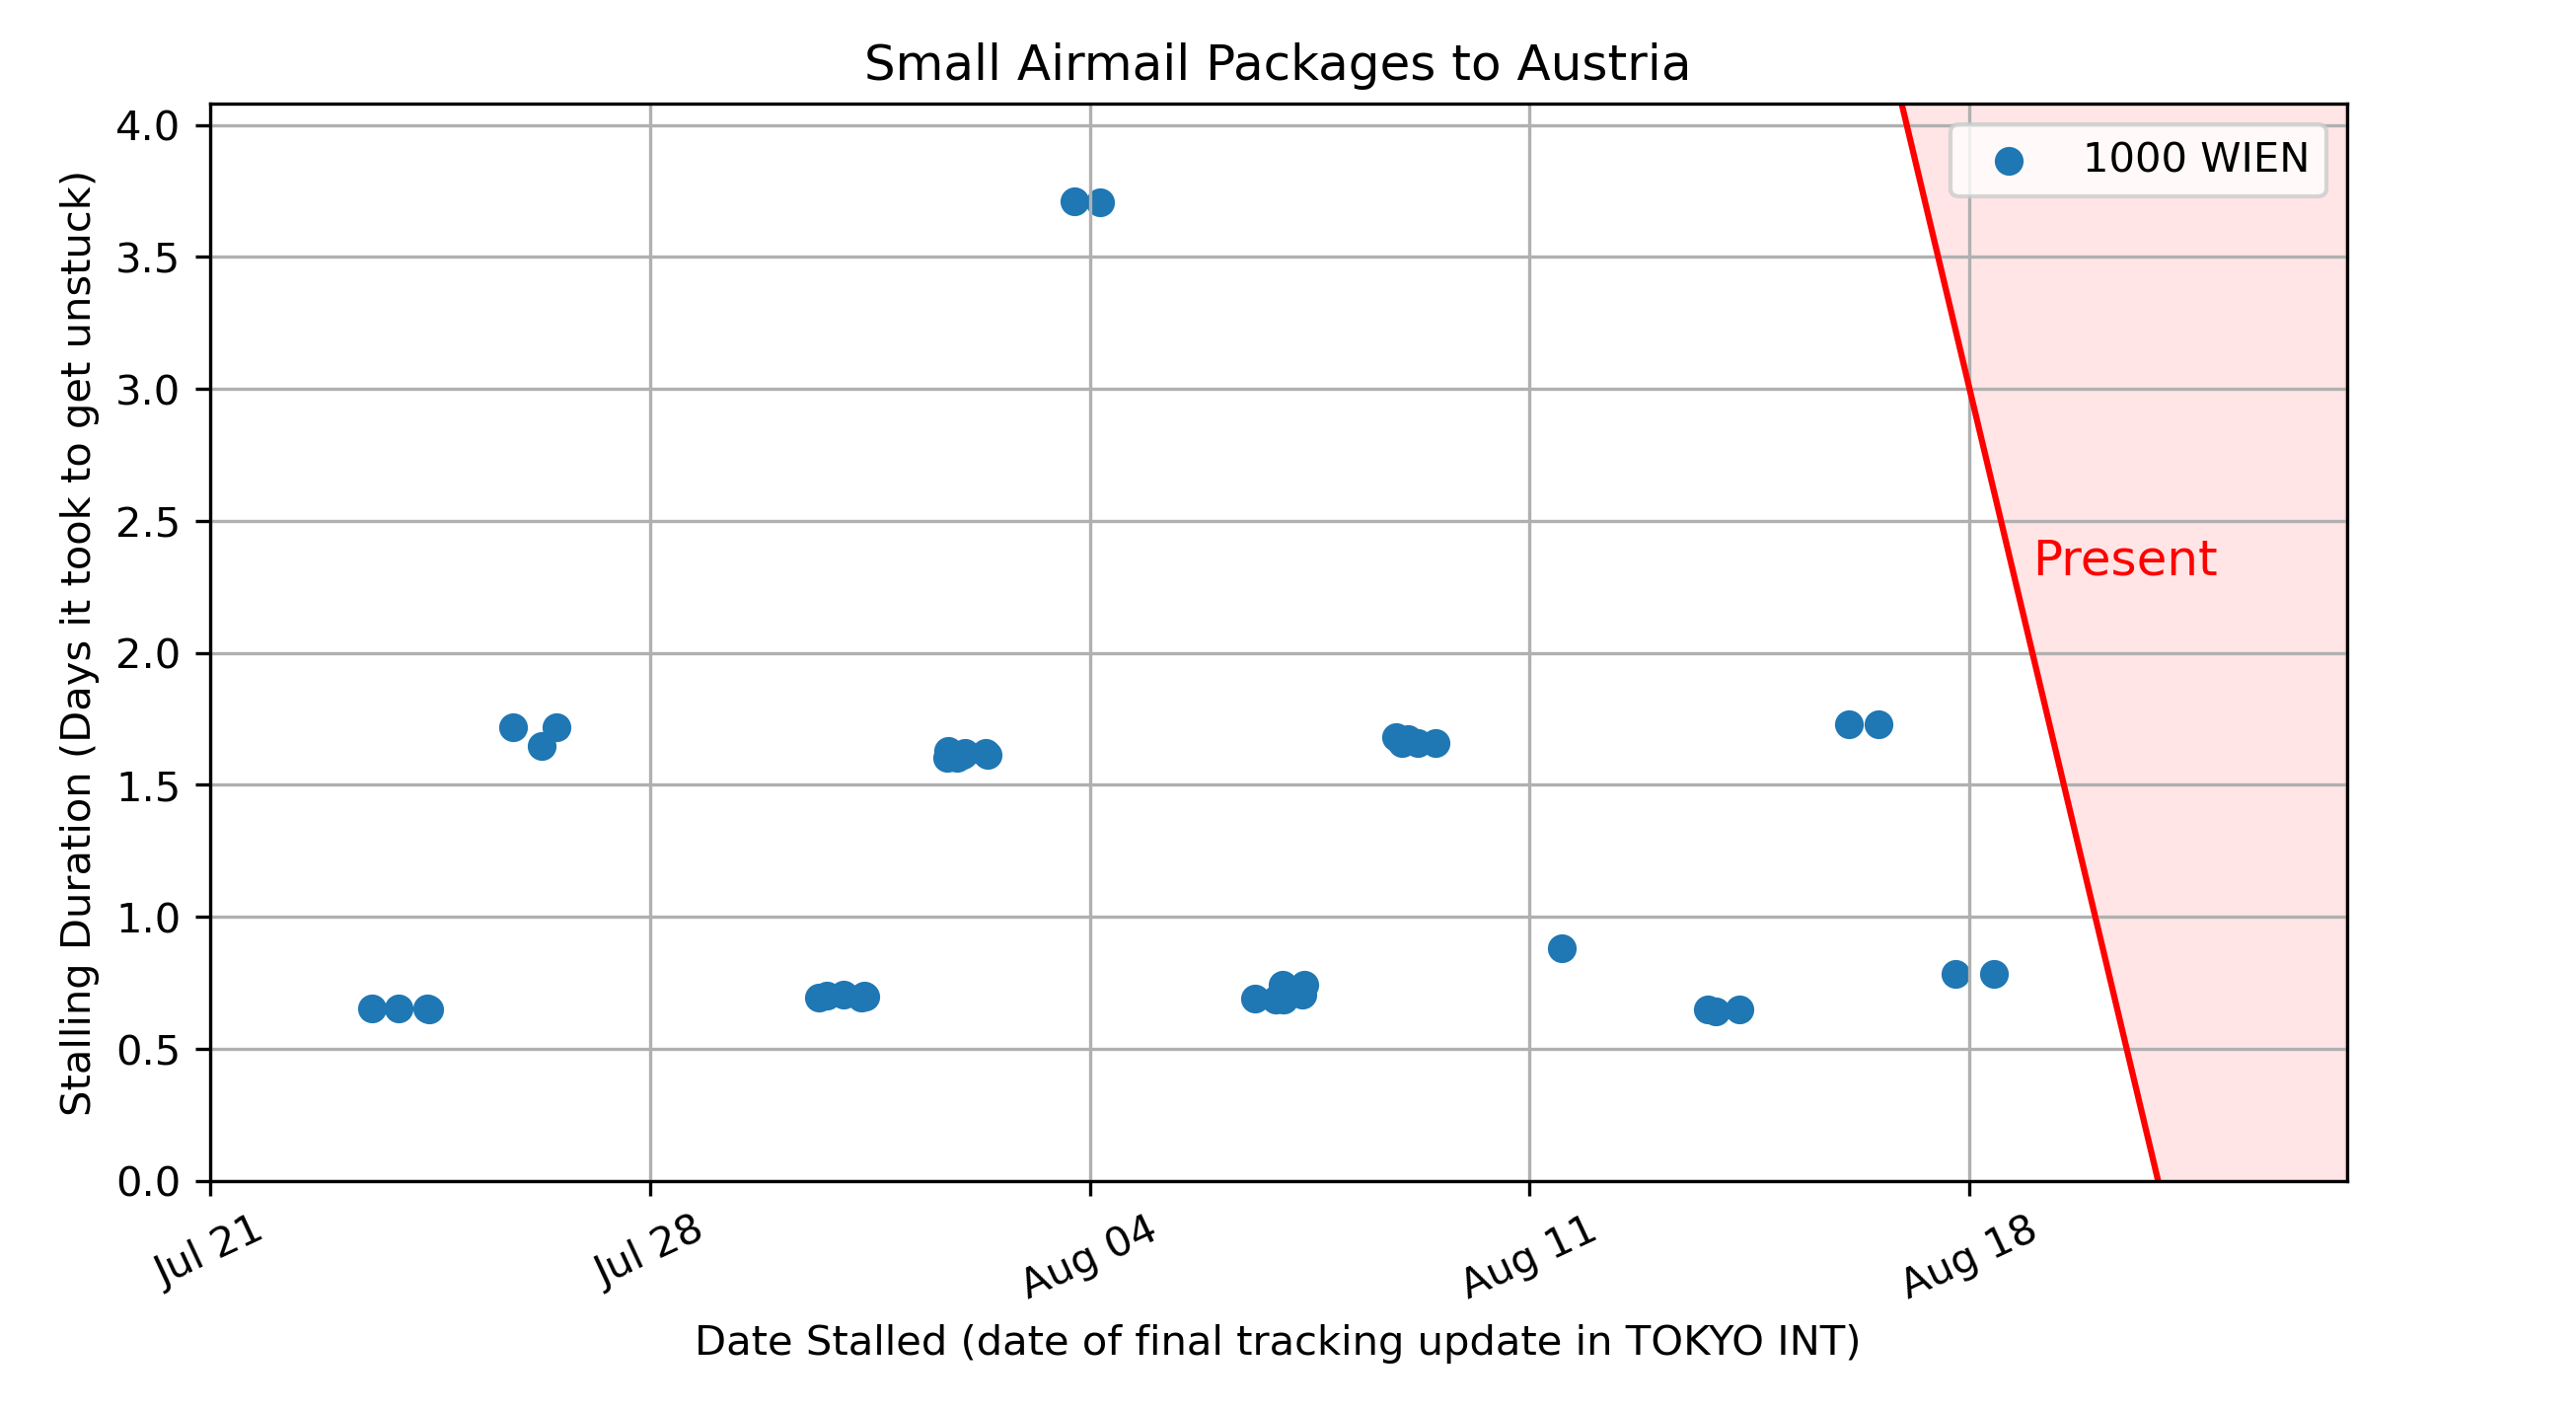 Small Airmail Packages to Austria
1000 WIEN
Present
Stalling Duration (Days it took to get unstuck)
4.0
3.5
3.0
2.5
2.0
1.5
1.0
0.5
0.0
Jul 21
Jul 28
Aug 04
Aug 11
Aug 18
Date Stalled (date of final tracking update in TOKYO INT)